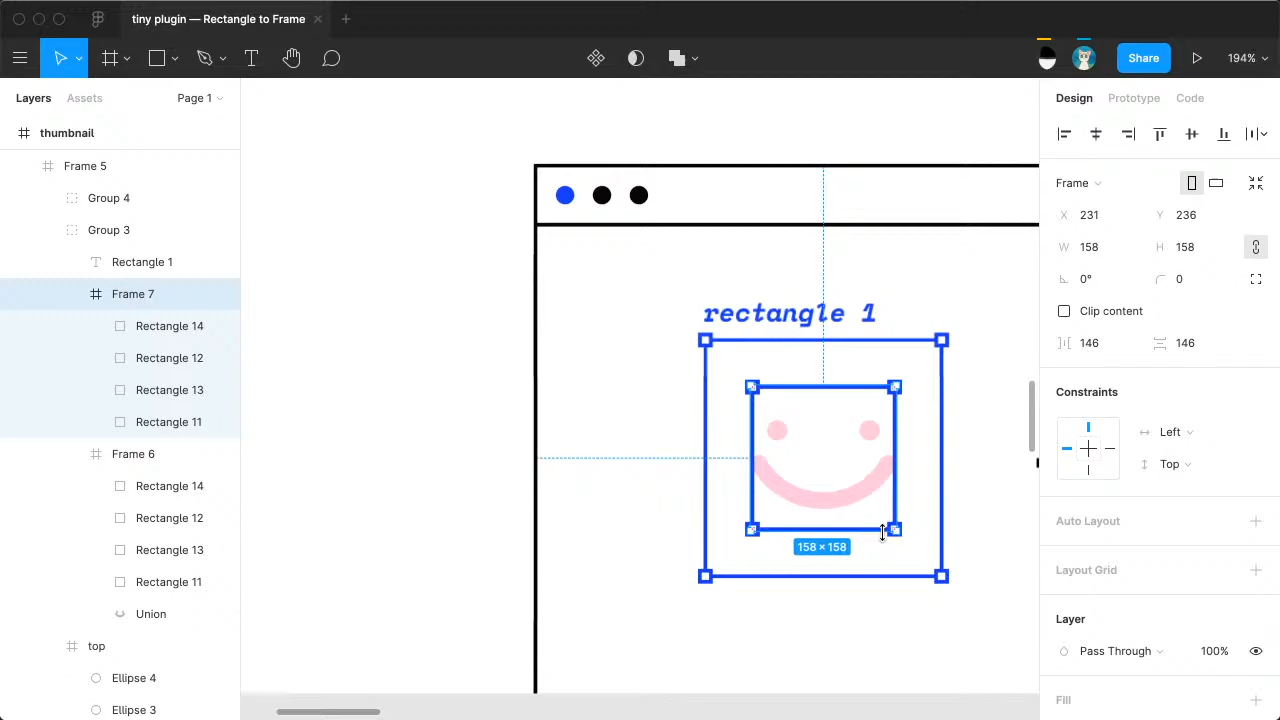 tiny plugin — Rectangle to Frame
Share
194%
Layers
Assets
Page 1
thumbnail
Frame 5
Group 4
Group 3
Rectangle 1
Frame 7
Rectangle 14
Rectangle 12
Rectangle 13
Rectangle 11
Frame 6
Rectangle 14
Rectangle 12
Rectangle 13
Rectangle 11
Union
top
Ellipse 4
Ellipse 3
rectangle 1
158 × 158
Design
Prototype
Code
Frame
X 231
Y 236
W 158
H 158
0°
0
Clip content
146
146
Constraints
Left
Top
Auto Layout
Layout Grid
Layer
Pass Through
100%
Fill